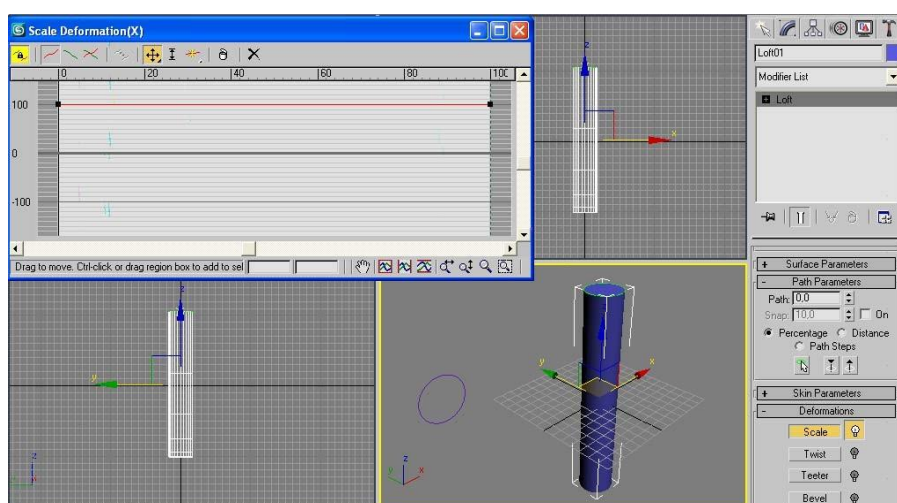 Scale Deformation(X)
0 20 40 60 80 100
100
0
-100
Drag to move. Ctrl-click or drag region box to add to sel
z
x
z
y
z
x
y
x
z
y x
Loft01
Modifier List
Loft
+ Surface Parameters
- Path Parameters
Path: 0,0
Snap: 10,0 On
Percentage Distance
Path Steps
+ Skin Parameters
- Deformations
Scale
Twist
Teeter
Bevel